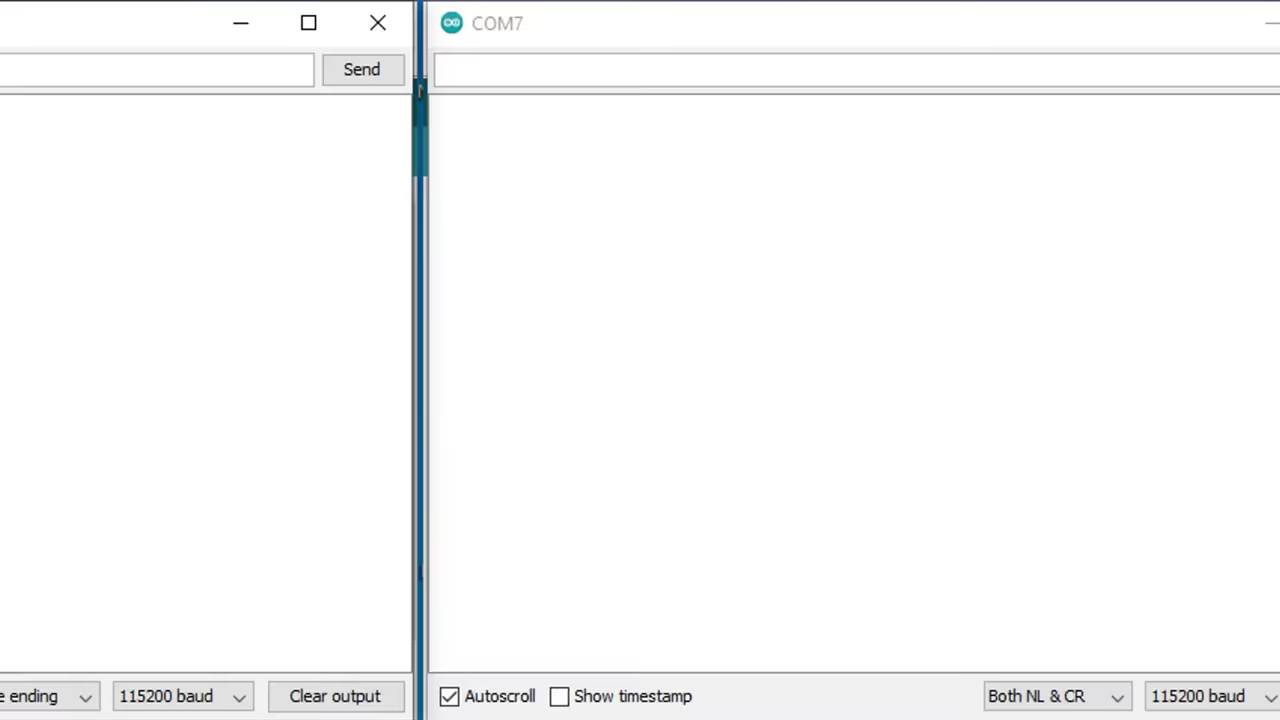 COM7
Send
e ending
115200 baud
Clear output
Autoscroll
Show timestamp
Both NL & CR
115200 baud